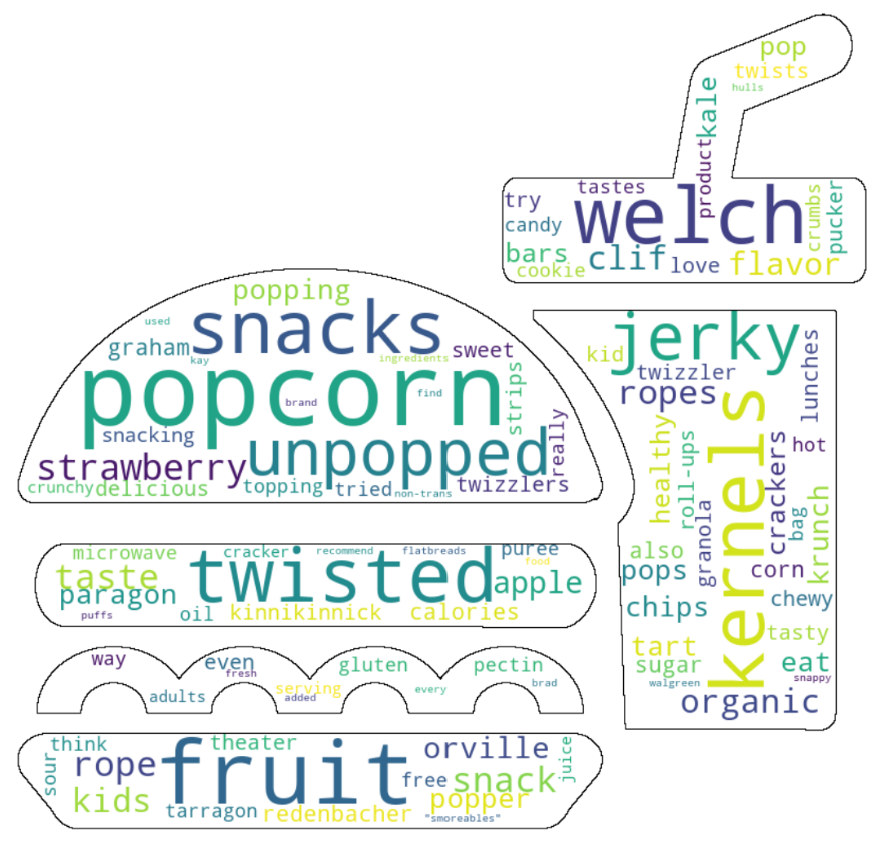 pop
twists
hulls
kale
product
tastes
try
welch
crumbs
pucker
candy
bars
clif
love
flavor
cookie
popping
used
snacks
graham
kay
ingredients
sweet
popcorn
brand
find
strips
snacking
unpopped
really
strawberry
crunchy
delicious
topping
tried
non-trans
twizzlers
jerky
kid
twizzler
lunches
ropes
kernels
healthy
roll-ups
crackers
hot
granola
bag
krunch
also
pops
corn
chips
chewy
tart
tasty
sugar
eat
walgreen
snappy
organic
microwave
cracker
recommend
flatbreads
puree
taste
twisted
food
apple
paragon
puffs
oil
kinnikinnick
calories
way
even
fresh
gluten
pectin
adults
serving
added
every
brad
think
theater
orville
juice
sour
rope
fruit
free
snack
kids
popper
tarragon
redenbacher
"smoreables"